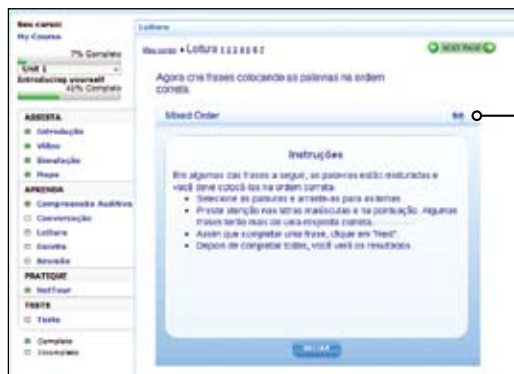 Seu curso:
My Course
7% Complete
Unit 1
Introducing yourself
41% Complete
ASSISTA
Introdução
Vídeo
Simulação
Mapa
APRENDA
Compreensão Auditiva
Conversação
Leitura
Escrita
Revisão
PRATIQUE
NetTour
TESTE
Teste
Complete
Incomplete
Leitura
Leitura 1 2 3 4 5 6 7
NEXT PAGE
Agora crie frases colocando as palavras na ordem
correta.
Mixed Order
Instruções
Em algumas das frases a seguir, as palavras estão misturadas e
você deve colocá-las na ordem correta.
Selecione as palavras e arraste-as para as lacunas
Preste atenção nas letras maiúsculas e na pontuação. Algumas
frases terão mais de uma resposta correta.
Assim que completar uma frase, clique em "Next".
Depois de completar todas, você verá os resultados.
INICIAR